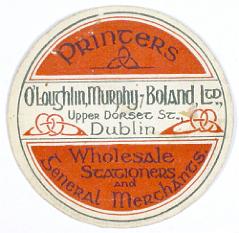 PRINTERS
O'Loughlin, Murphy, & Boland, Ltd.,
Upper Dorset St.,
Dublin
Wholesale
Stationers
and
General Merchants.